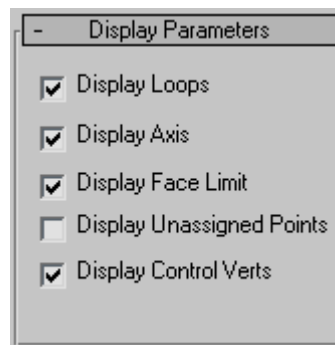 - Display Parameters
Display Loops
Display Axis
Display Face Limit
Display Unassigned Points
Display Control Verts